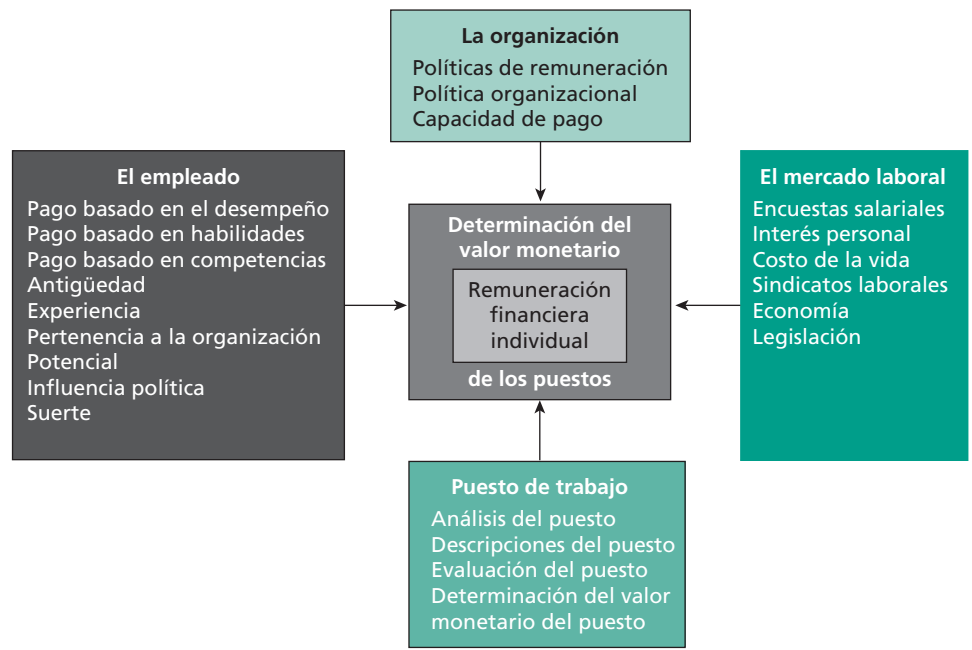 La organización
Políticas de remuneración
Política organizacional
Capacidad de pago
El empleado
Pago basado en el desempeño
Pago basado en habilidades
Pago basado en competencias
Antigüedad
Experiencia
Pertenencia a la organización
Potencial
Influencia política
Suerte
Determinación del
valor monetario
Remuneración
financiera
individual
de los puestos
El mercado laboral
Encuestas salariales
Interés personal
Costo de la vida
Sindicatos laborales
Economía
Legislación
Puesto de trabajo
Análisis del puesto
Descripciones del puesto
Evaluación del puesto
Determinación del valor
monetario del puesto